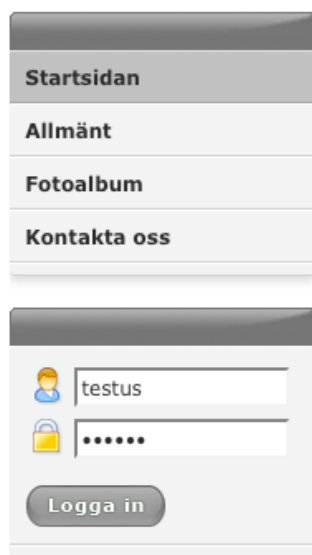 Startsidan
Allmänt
Fotoalbum
Kontakta oss
testus
••••••
Logga in